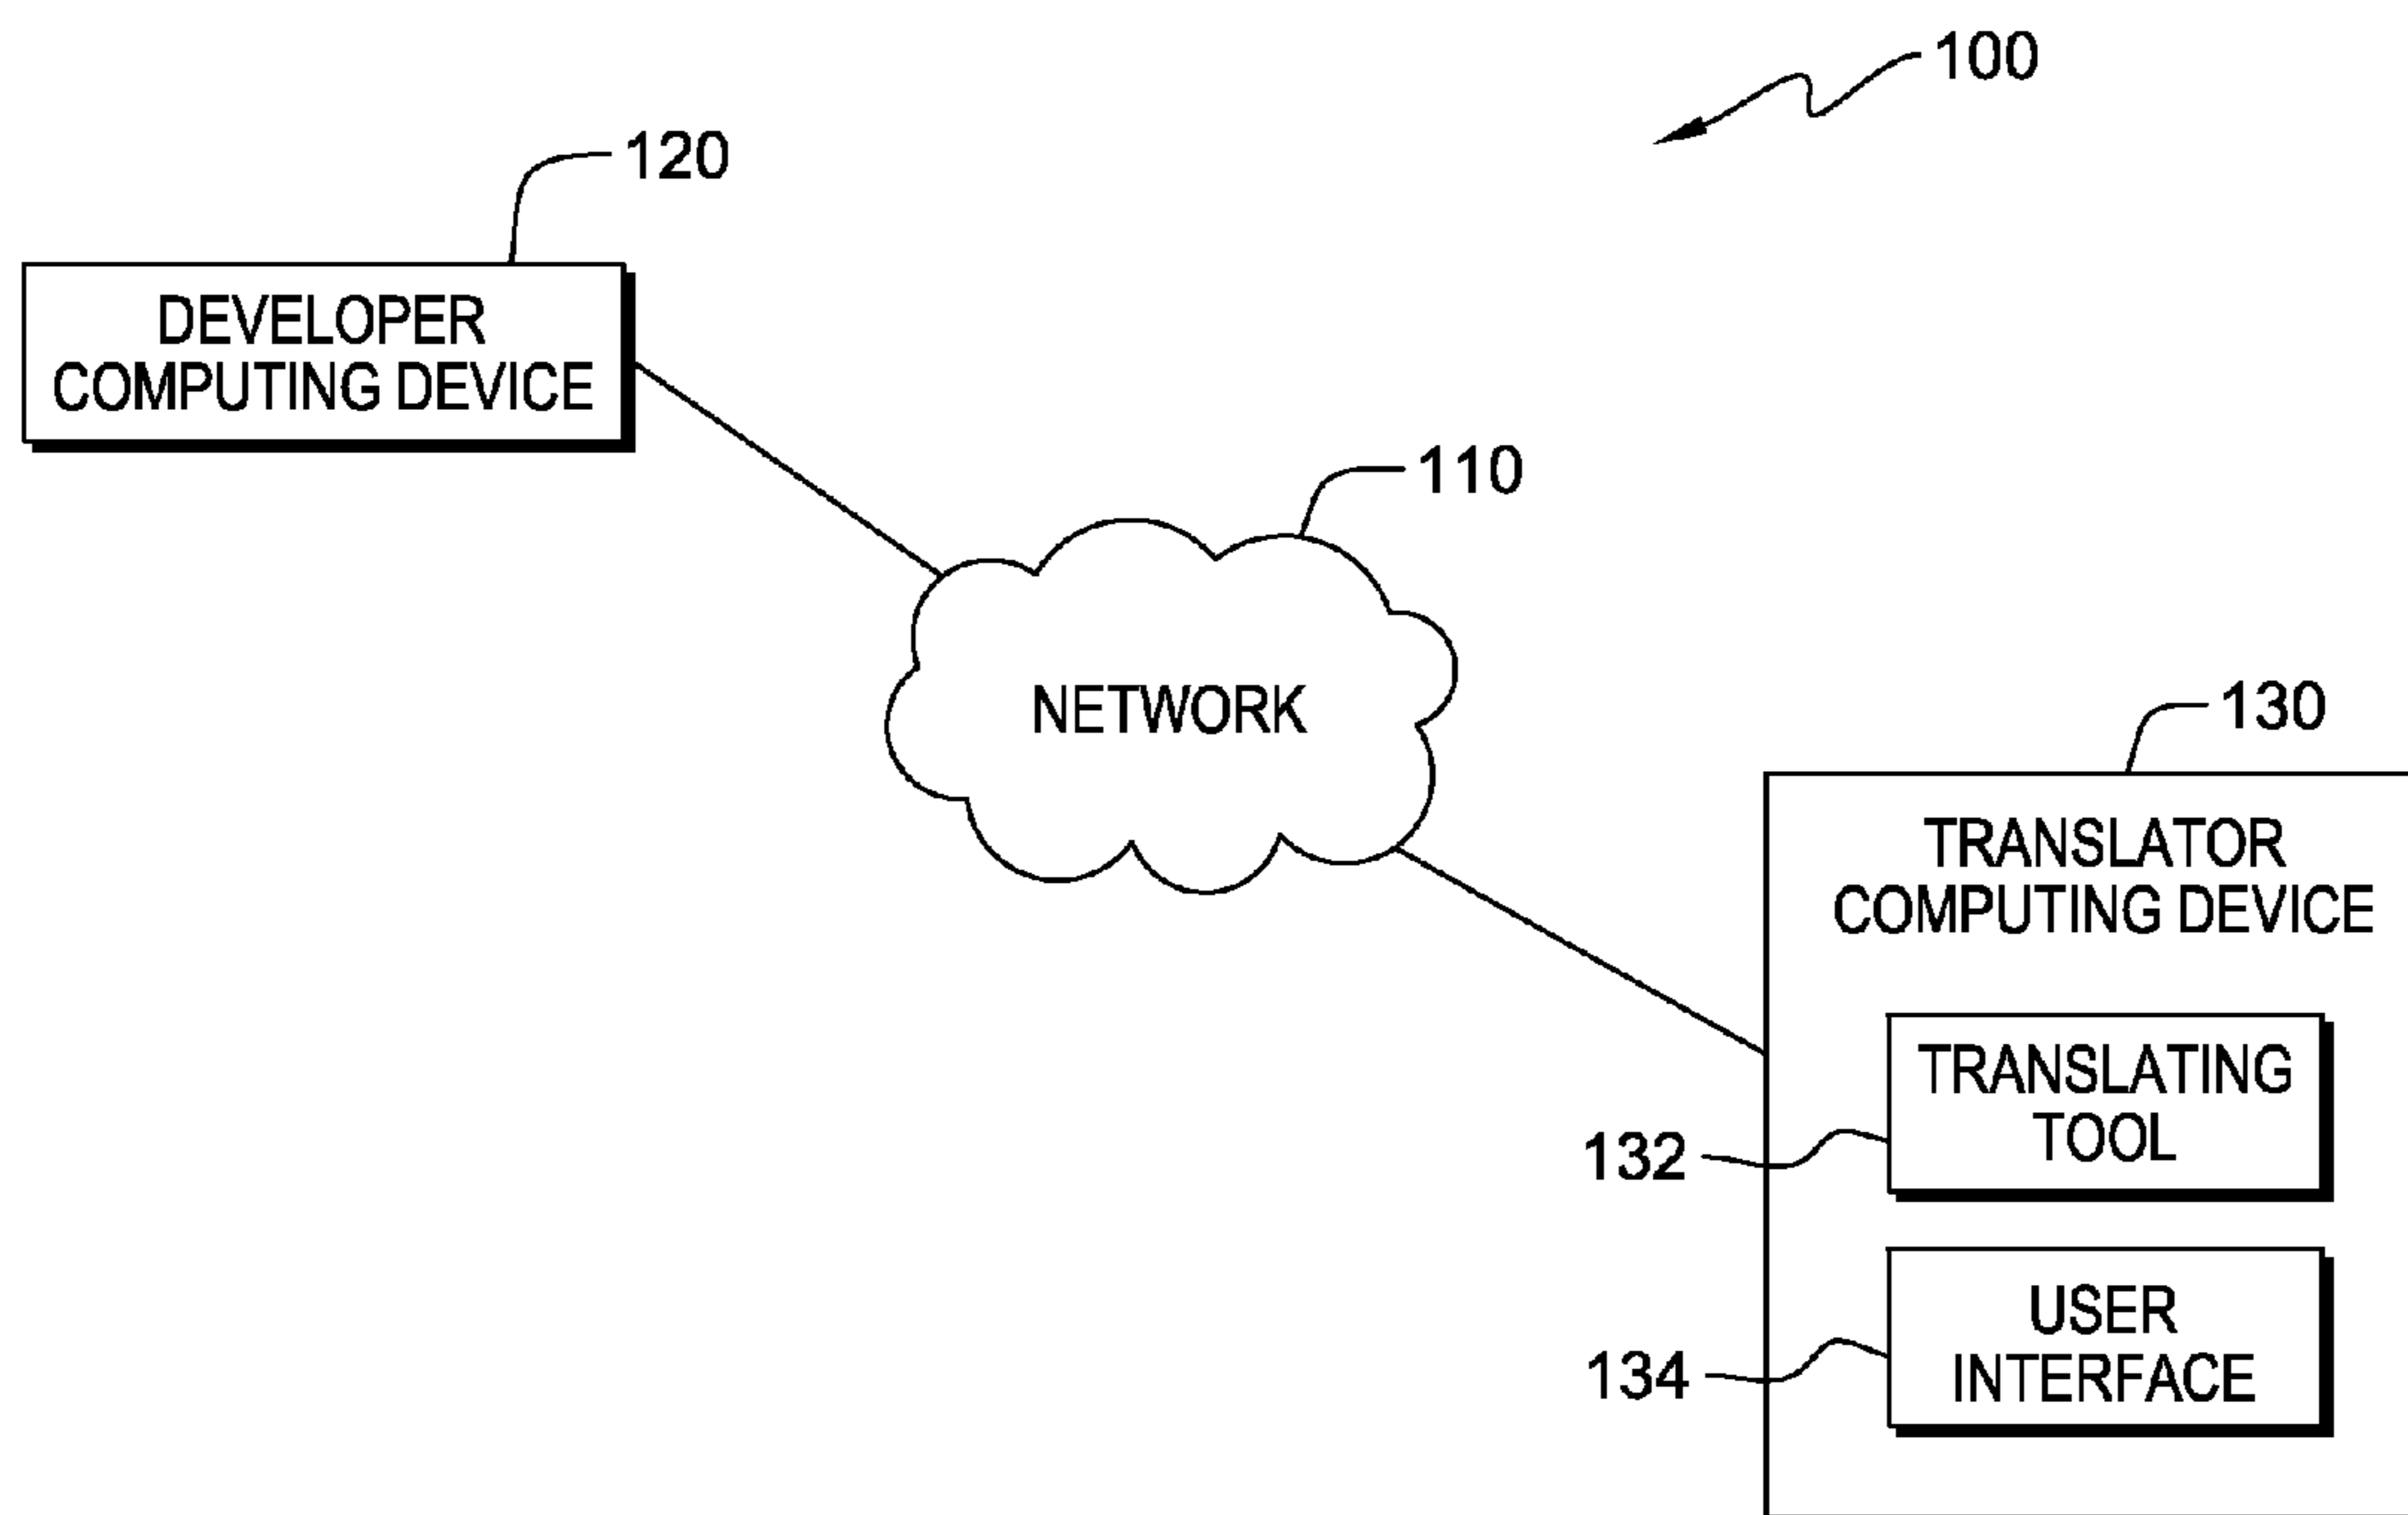 100
120
DEVELOPER
COMPUTING DEVICE
110
NETWORK
130
TRANSLATOR
COMPUTING DEVICE
TRANSLATING
TOOL
132
USER
INTERFACE
134